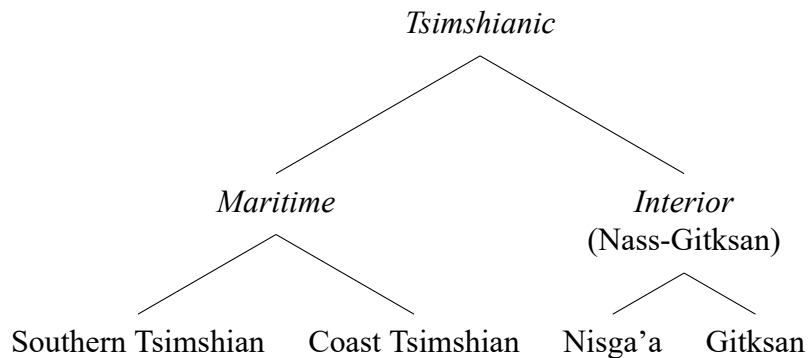 Tsimshianic
Maritime
Interior
(Nass-Gitksan)
Southern Tsimshian
Coast Tsimshian
Nisga’a
Gitksan